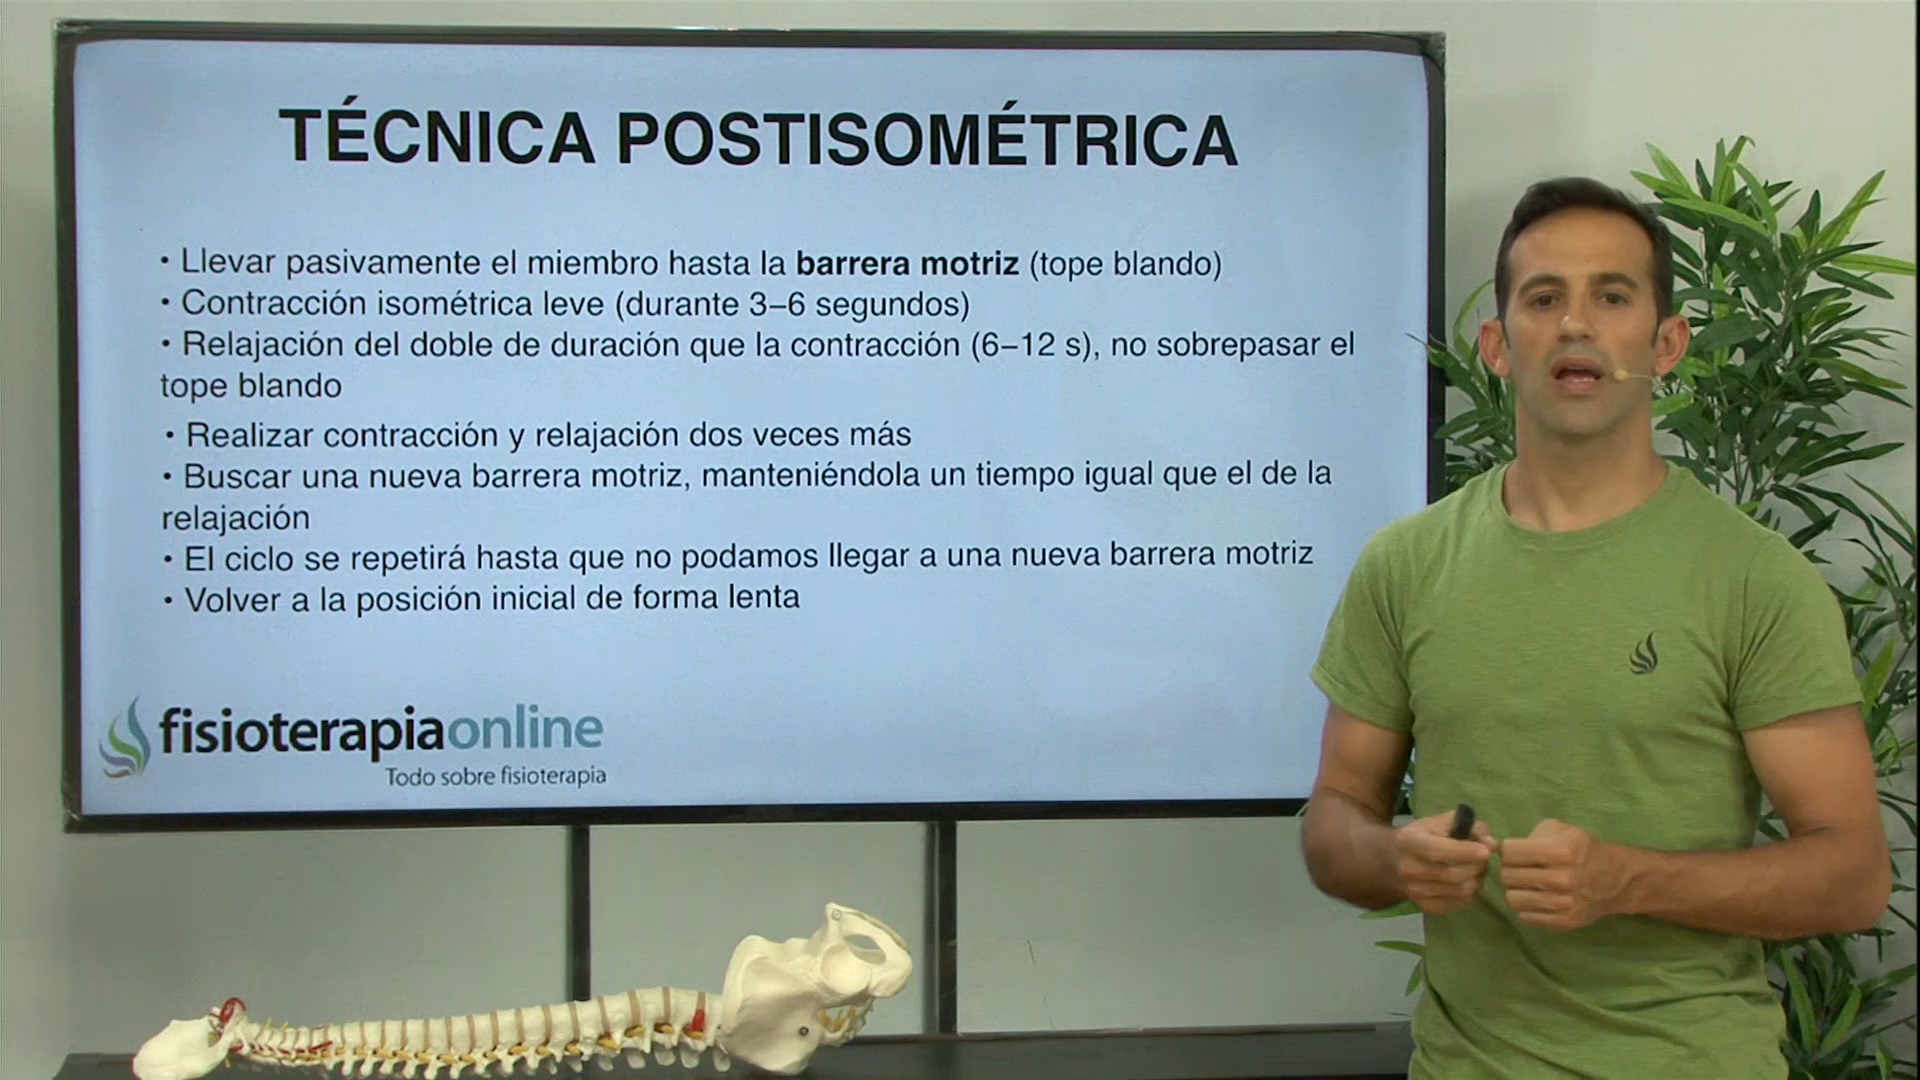 TÉCNICA POSTISOMÉTRICA
• Llevar pasivamente el miembro hasta la barrera motriz (tope blando)
• Contracción isométrica leve (durante 3–6 segundos)
• Relajación del doble de duración que la contracción (6–12 s), no sobrepasar el
tope blando
• Realizar contracción y relajación dos veces más
• Buscar una nueva barrera motriz, manteniéndola un tiempo igual que el de la
relajación
• El ciclo se repetirá hasta que no podamos llegar a una nueva barrera motriz
• Volver a la posición inicial de forma lenta
fisioterapiaonline
Todo sobre fisioterapia